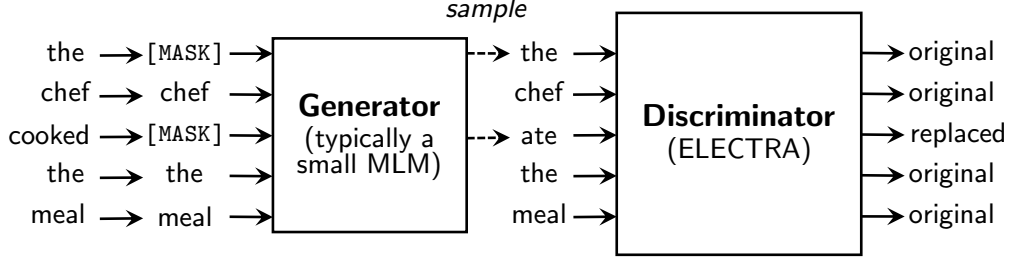 sample
the [MASK] the original
chef chef chef original
cooked [MASK] ate replaced
the the the original
meal meal meal original
Generator
(typically a
small MLM)
Discriminator
(ELECTRA)